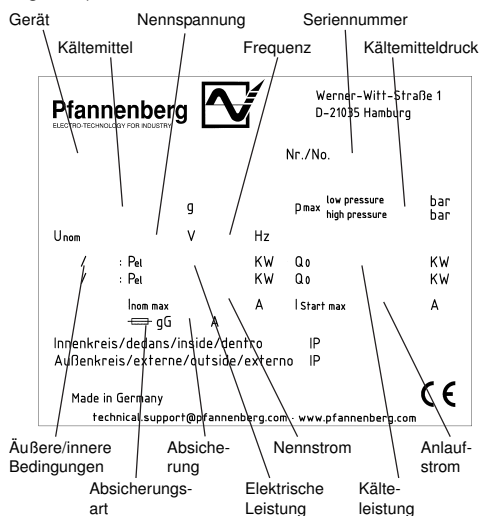 Gerät Nennspannung Seriennummer
Kältemittel Frequenz Kältemitteldruck
Pfannenberg
ELECTRO-TECHNOLOGY FOR INDUSTRY
Werner-Witt-Straße 1
D-21035 Hamburg
Nr./No.
g pmax low pressure bar
high pressure bar
Unom V Hz
/ : Pel KW Q0 KW
/ : Pel KW Q0 KW
Inom max A I Start max A
gG A
Innenkreis/dedans/inside/dentro IP
Außenkreis/externe/outside/externo IP
CE
Made in Germany
technical.support@pfannenberg.com - www.pfannenberg.com
Äußere/innere Absiche- Nennstrom Anlauf-
Bedingungen rung strom
Absicherungs- Elektrische Kälte-
art Leistung leistung